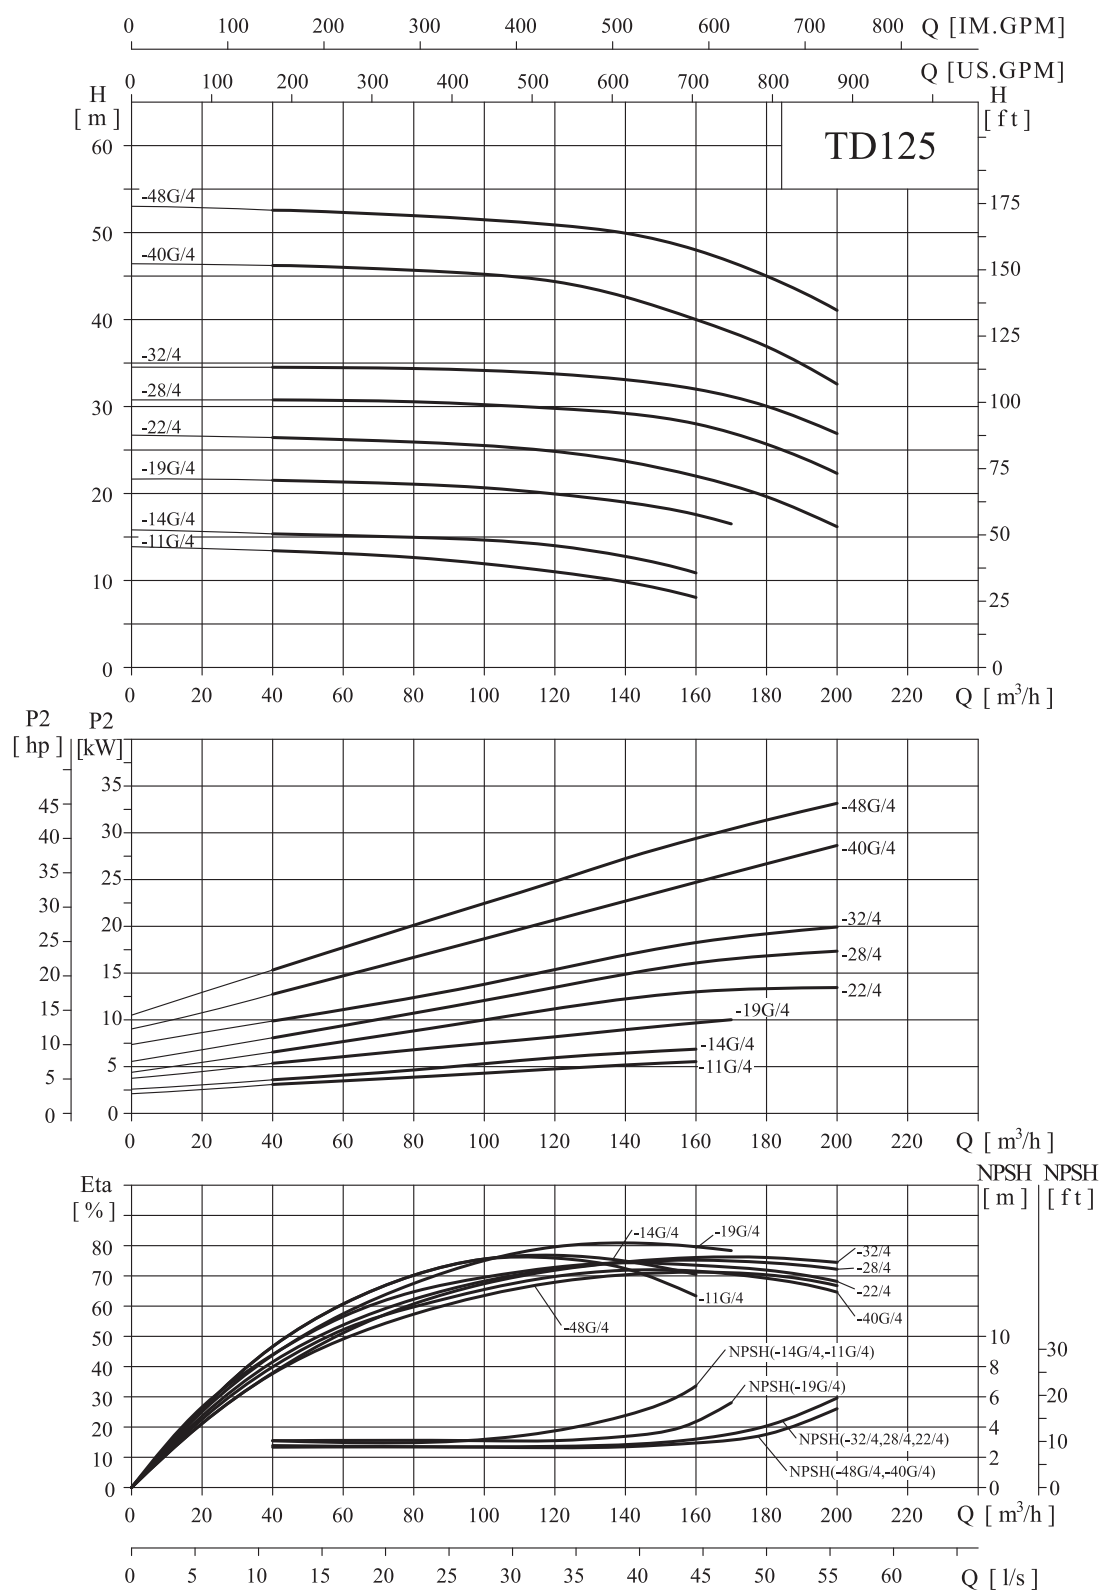 0 100 200 300 400 500 600 700 800 Q [IM.GPM]
0 100 200 300 400 500 600 700 800 900 Q [US.GPM]
H
[ m ]
H
[ft]
TD125
60
50
40
30
20
10
0
175
150
125
100
75
50
25
0
-48G/4
-40G/4
-32/4
-28/4
-22/4
-19G/4
-14G/4
-11G/4
0 20 40 60 80 100 120 140 160 180 200 220 Q [ m³/h ]
P2
[ hp ]
P2
[kW]
45
40
35
30
25
20
15
10
5
0
35
30
25
20
15
10
5
0
-48G/4
-40G/4
-32/4
-28/4
-22/4
-19G/4
-14G/4
-11G/4
0 20 40 60 80 100 120 140 160 180 200 220 Q [ m³/h ]
Eta
[ % ]
NPSH
[ m ]
NPSH
[ft]
80
70
60
50
40
30
20
10
0
10
8
6
4
2
0
30
20
10
0
-14G/4
-19G/4
-32/4
-28/4
-22/4
-40G/4
-11G/4
-48G/4
NPSH(-14G/4,-11G/4)
NPSH(-19G/4)
NPSH(-32/4,28/4,22/4)
NPSH(-48G/4,-40G/4)
0 20 40 60 80 100 120 140 160 180 200 220 Q [ m³/h ]
0 5 10 15 20 25 30 35 40 45 50 55 60 Q [l/s ]